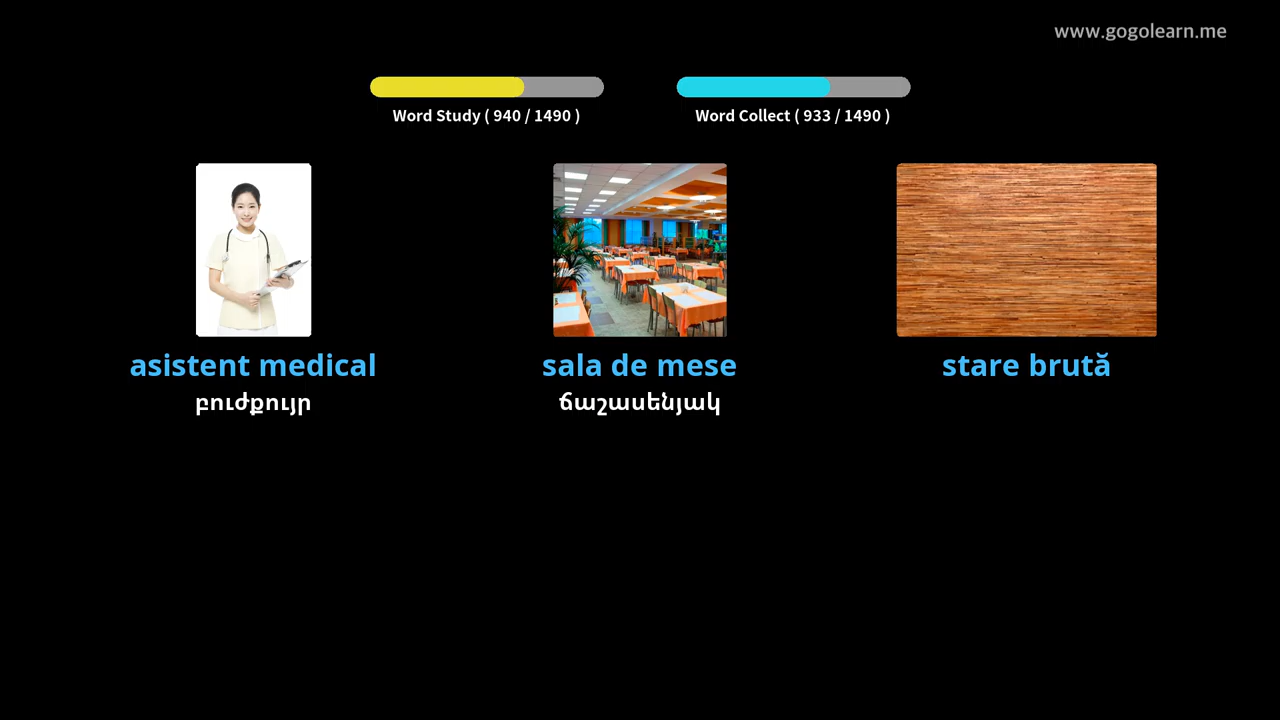 www.gogolearn.me
Word Study ( 940 / 1490 )
Word Collect ( 933 / 1490 )
asistent medical
բուժքույր
sala de mese
ճաշասենյակ
stare brută